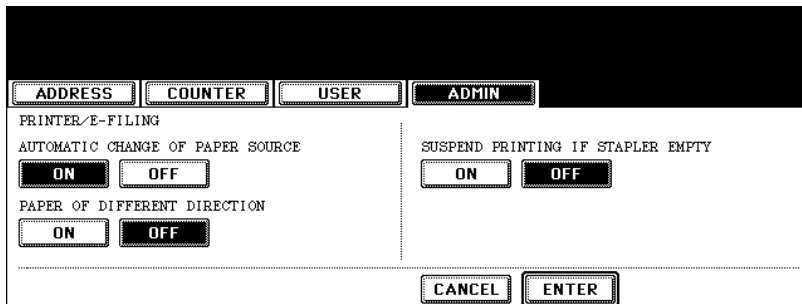 ADDRESS COUNTER USER ADMIN
PRINTER/E-FILING
AUTOMATIC CHANGE OF PAPER SOURCE
ON OFF
PAPER OF DIFFERENT DIRECTION
ON OFF
SUSPEND PRINTING IF STAPLER EMPTY
ON OFF
CANCEL ENTER